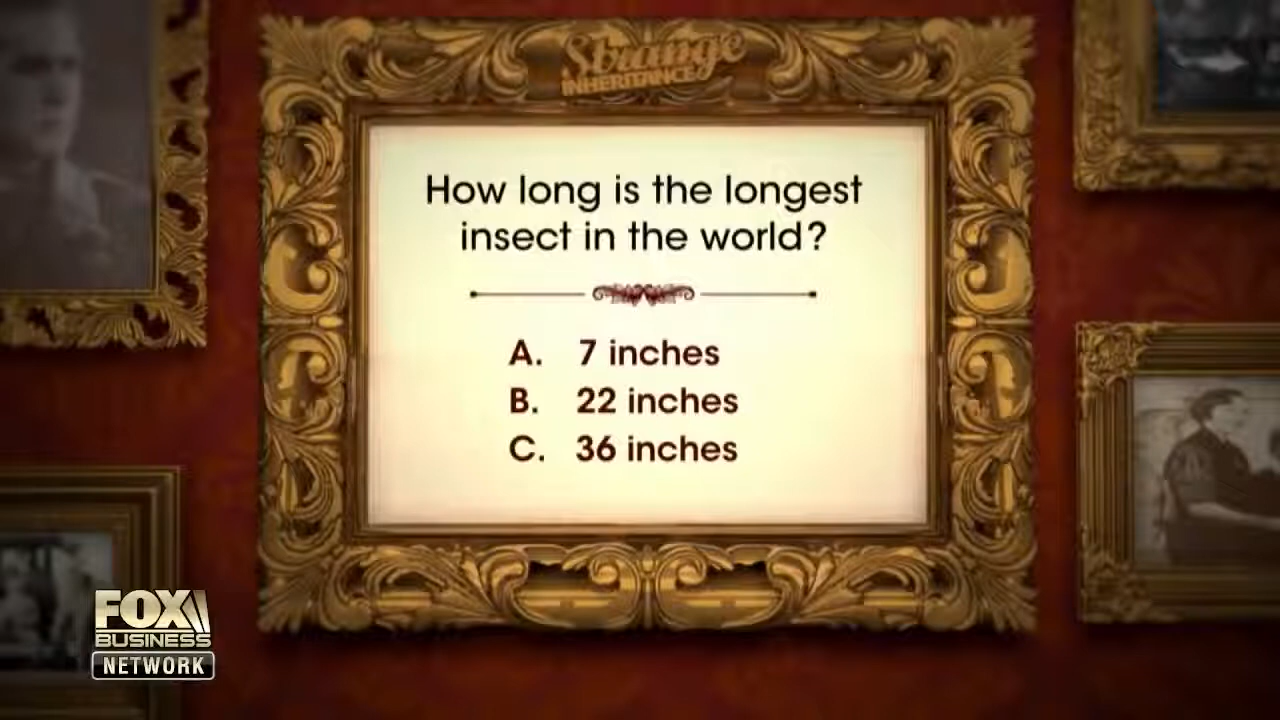 Strange
INHERITANCE
How long is the longest
insect in the world?
A. 7 inches
B. 22 inches
C. 36 inches
FOX
BUSINESS
NETWORK